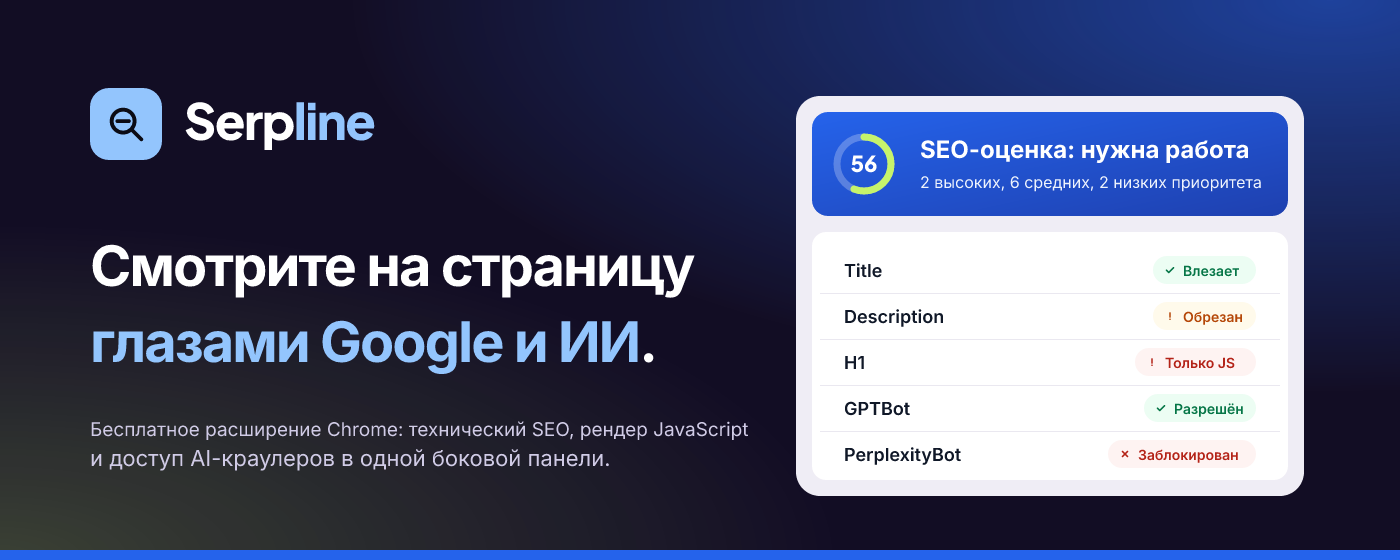 Serpline
Смотрите на страницу
глазами Google и ИИ.
Бесплатное расширение Chrome: технический SEO, рендер JavaScript
и доступ AI-краулеров в одной боковой панели.
56
SEO-оценка: нужна работа
2 высоких, 6 средних, 2 низких приоритета
Title Влезает
Description Обрезан
H1 Только JS
GPTBot Разрешён
PerplexityBot Заблокирован